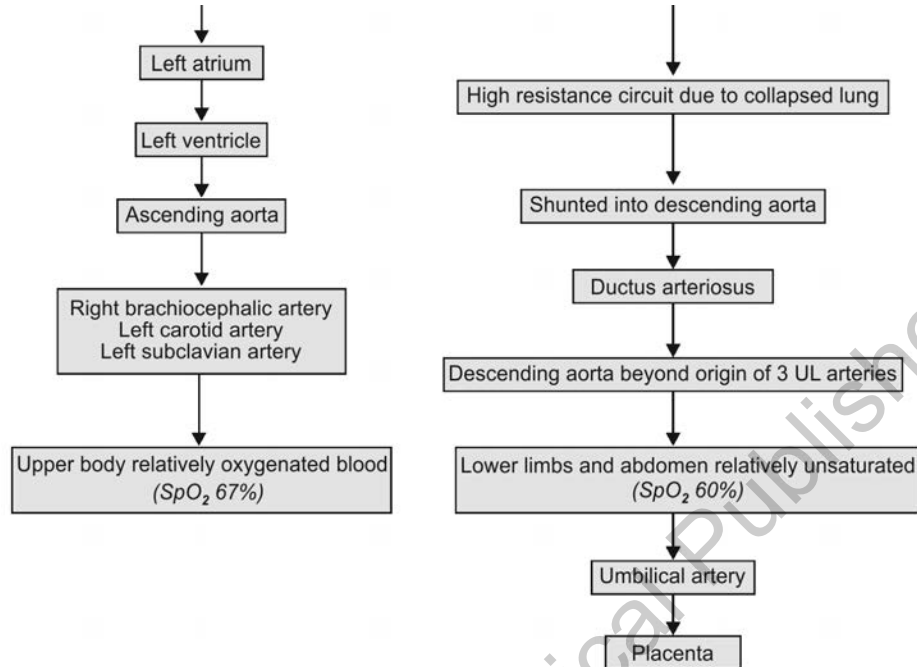 Left atrium
Left ventricle
Ascending aorta
Right brachiocephalic artery
Left carotid artery
Left subclavian artery
Upper body relatively oxygenated blood
(SpO₂ 67%)
High resistance circuit due to collapsed lung
Shunted into descending aorta
Ductus arteriosus
Descending aorta beyond origin of 3 UL arteries
Lower limbs and abdomen relatively unsaturated
(SpO₂ 60%)
Umbilical artery
Placenta